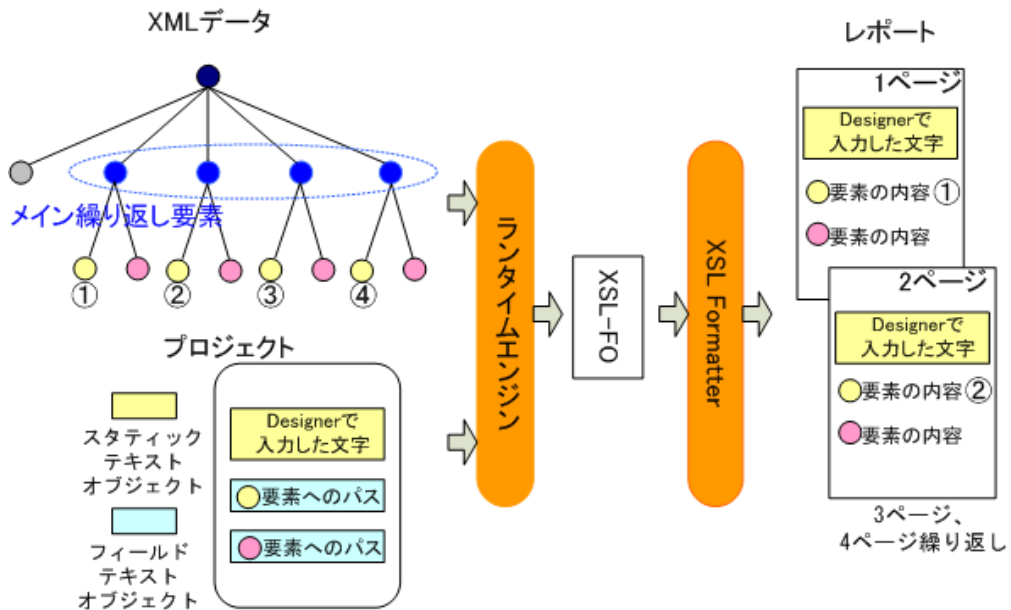 XMLデータ
メイン繰り返し要素
①
②
③
④
プロジェクト
スタティック
テキスト
オブジェクト
フィールド
テキスト
オブジェクト
Designerで
入力した文字
要素へのパス
要素へのパス
ランタイムエンジン
XSL-FO
XSL Formatter
レポート
1ページ
Designerで
入力した文字
要素の内容①
要素の内容
2ページ
Designerで
入力した文字
要素の内容②
要素の内容
3ページ、
4ページ繰り返し